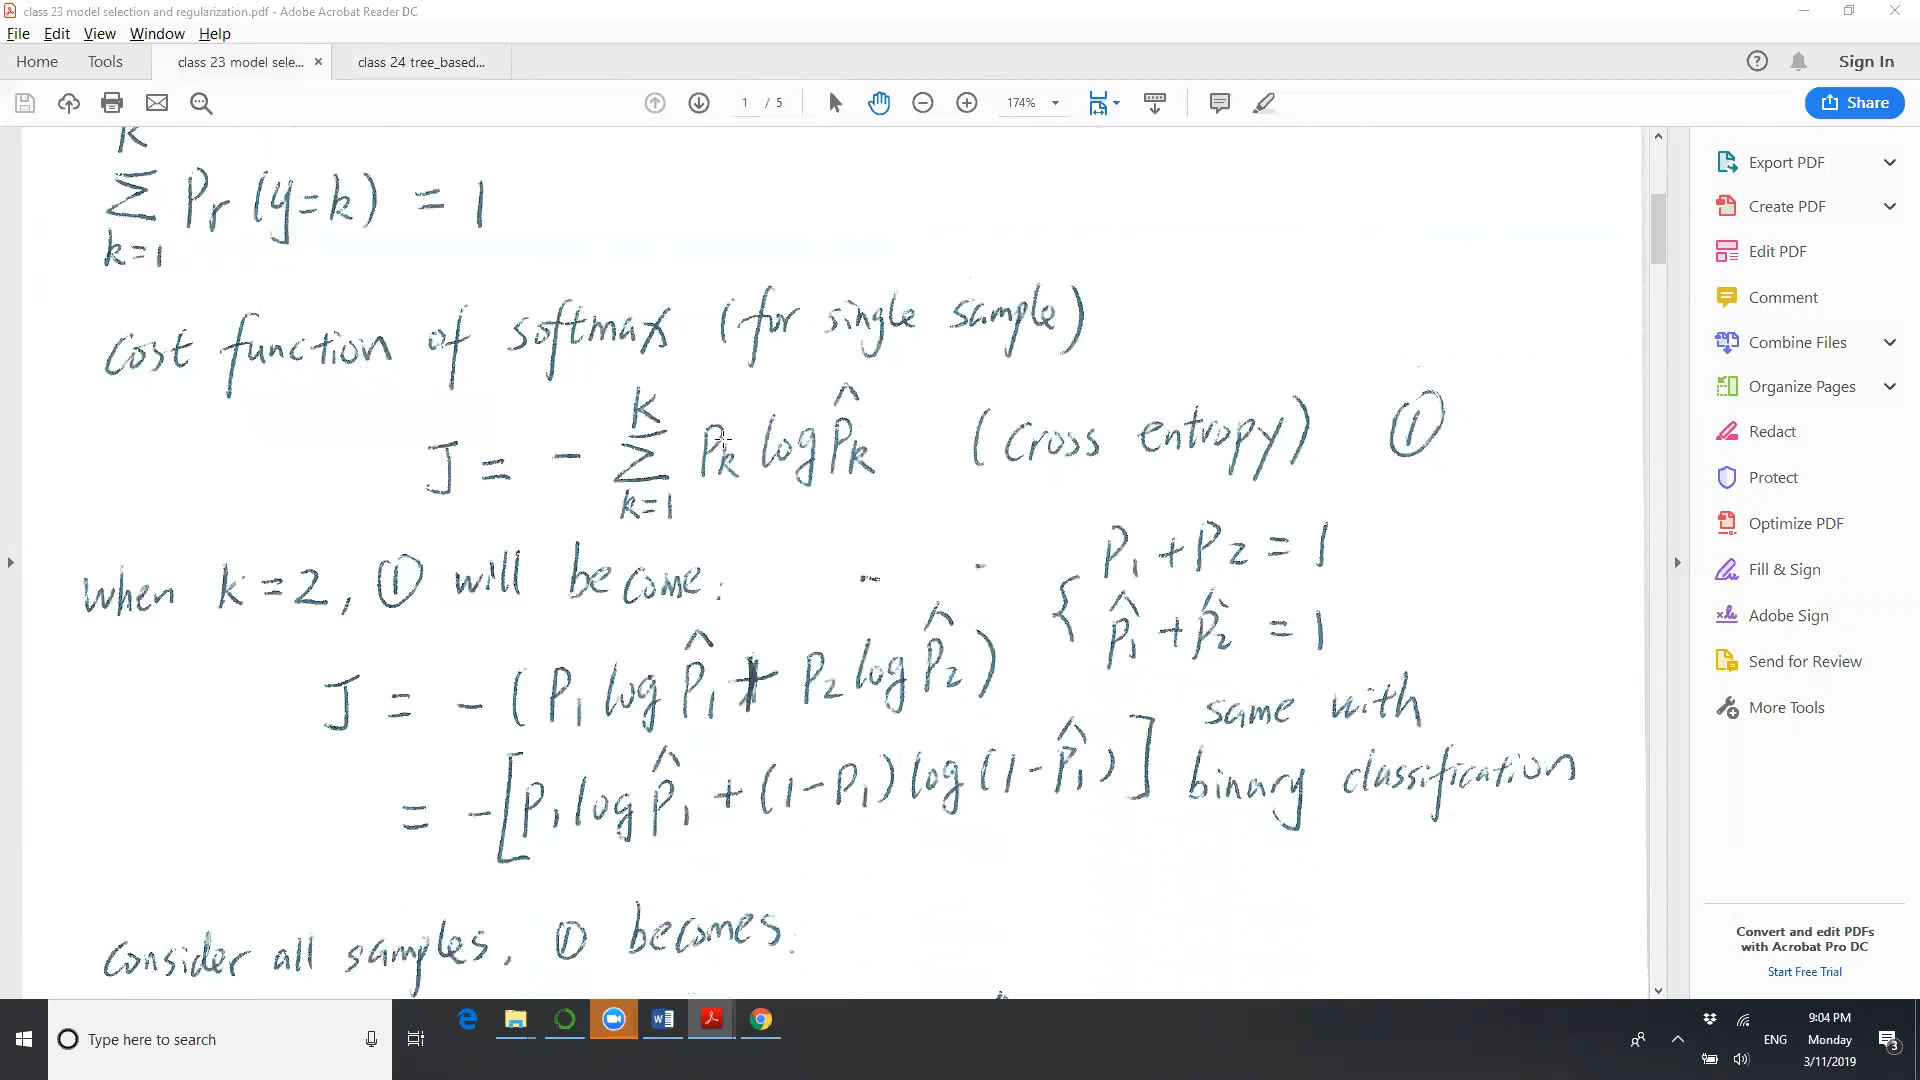 class 23 model selection and regularization.pdf - Adobe Acrobat Reader DC
File Edit View Window Help
Home Tools class 23 model sele... × class 24 tree_based... Sign In
1 / 5 174% Share
K
∑ Pr (y=k) = 1
k=1
Cost function of softmax (for single sample)
K
J = - ∑ Pk log P̂k (cross entropy) ①
k=1
When k=2, ① will become:
{ P1 + P2 = 1
P̂1 + P̂2 = 1
J = - (P1 log P̂1 + P2 log P̂2)
= -[P1 log P̂1 + (1-P1) log (1-P̂1)]
same with
binary classification
Consider all samples, ① becomes:
Export PDF
Create PDF
Edit PDF
Comment
Combine Files
Organize Pages
Redact
Protect
Optimize PDF
Fill & Sign
Adobe Sign
Send for Review
More Tools
Convert and edit PDFs
with Acrobat Pro DC
Start Free Trial
Type here to search
ENG
9:04 PM
Monday
3/11/2019
3